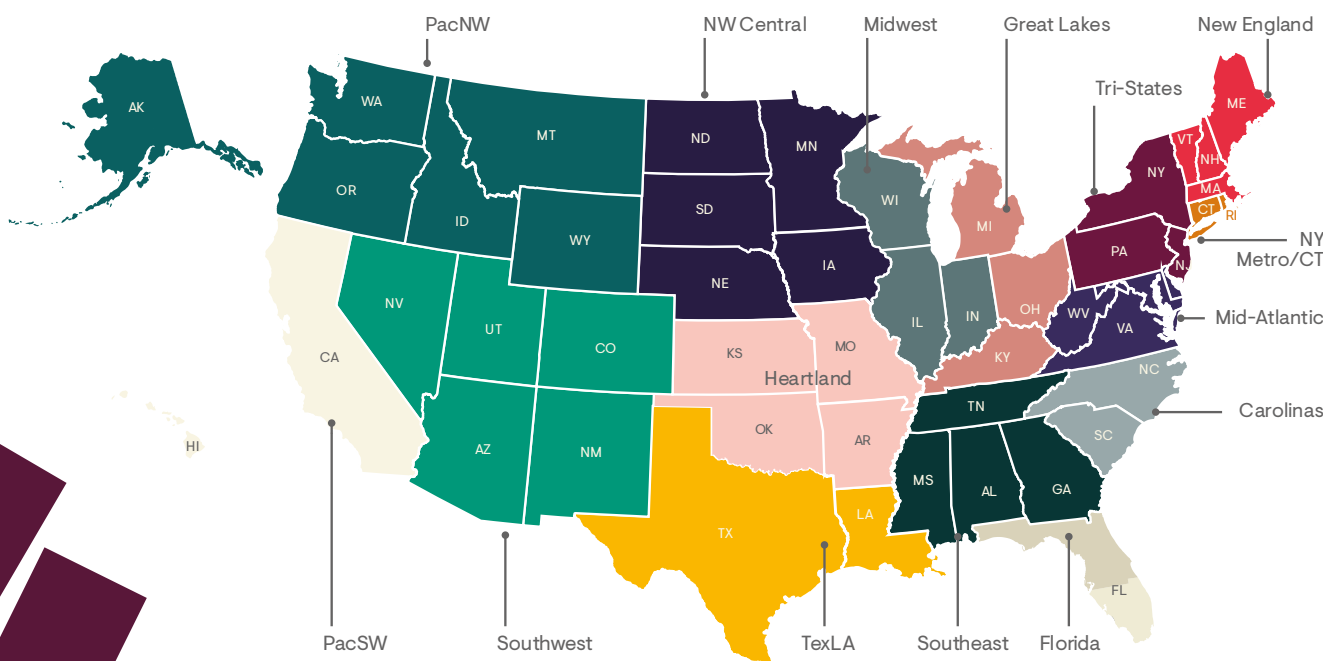 PacNW
NW Central
Midwest
Great Lakes
New England
Tri-States
AK
WA
MT
ND
MN
ME
VT
NH
NY
MA
OR
ID
SD
WI
MI
CT
RI
WY
PA
NY
Metro/CT
NJ
NE
IA
NV
UT
CO
IL
IN
OH
WV
VA
Mid-Atlantic
CA
KS
MO
KY
NC
Heartland
TN
Carolinas
HI
AZ
NM
OK
AR
SC
MS
AL
GA
TX
LA
FL
PacSW
Southwest
TexLA
Southeast
Florida